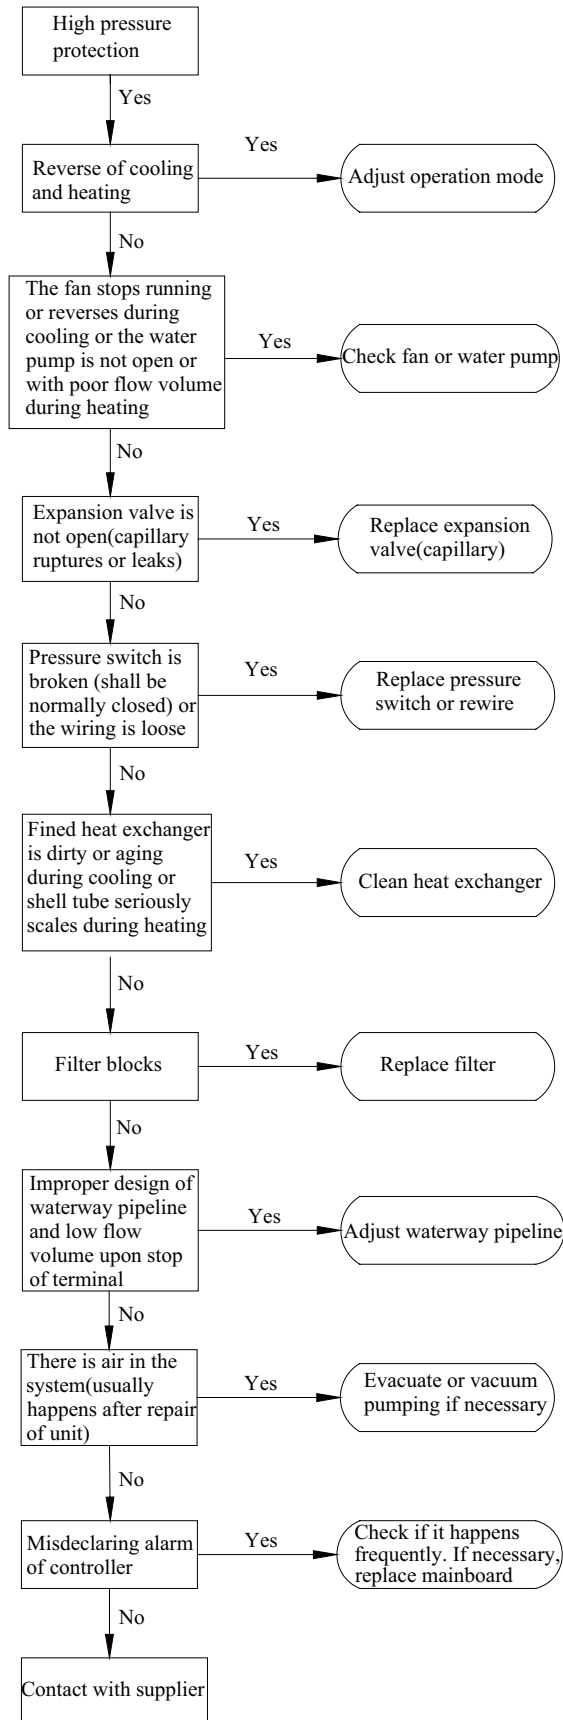 High pressure
protection
Yes
Reverse of cooling
and heating
Yes
Adjust operation mode
No
The fan stops running
or reverses during
cooling or the water
pump is not open or
with poor flow volume
during heating
Yes
Check fan or water pump
No
Expansion valve is
not open(capillary
ruptures or leaks)
Yes
Replace expansion
valve(capillary)
No
Pressure switch is
broken (shall be
normally closed) or
the wiring is loose
Yes
Replace pressure
switch or rewire
No
Fined heat exchanger
is dirty or aging
during cooling or
shell tube seriously
scales during heating
Yes
Clean heat exchanger
No
Filter blocks
Yes
Replace filter
No
Improper design of
waterway pipeline
and low flow
volume upon stop
of terminal
Yes
Adjust waterway pipeline
No
There is air in the
system(usually
happens after repair
of unit)
Yes
Evacuate or vacuum
pumping if necessary
No
Misdeclaring alarm
of controller
Yes
Check if it happens
frequently. If necessary,
replace mainboard
No
Contact with supplier